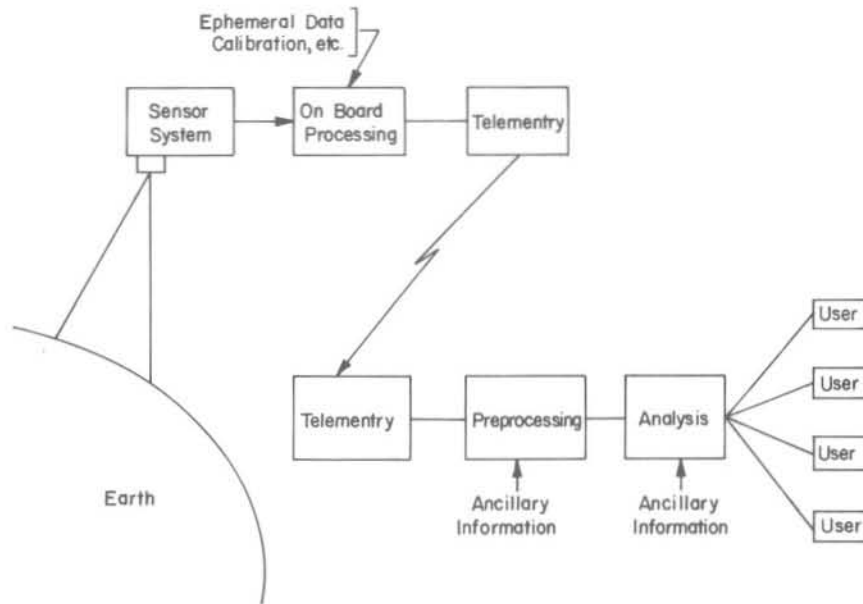 Ephemeral Data
Calibration, etc.
Sensor
System
On Board
Processing
Telementry
User
User
Telementry
Preprocessing
Analysis
User
User
Earth
Ancillary
Information
Ancillary
Information